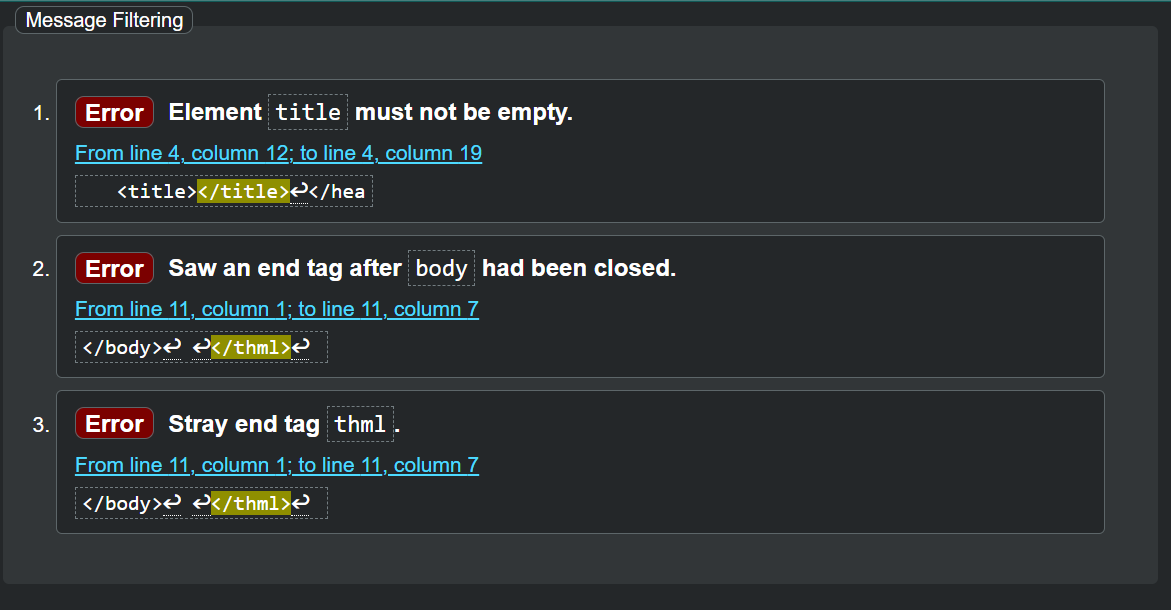 Message Filtering
1. Error Element title must not be empty.
From line 4, column 12; to line 4, column 19
<title></title>↩</hea
2. Error Saw an end tag after body had been closed.
From line 11, column 1; to line 11, column 7
</body>↩ ↩</thml>↩
3. Error Stray end tag thml.
From line 11, column 1; to line 11, column 7
</body>↩ ↩</thml>↩